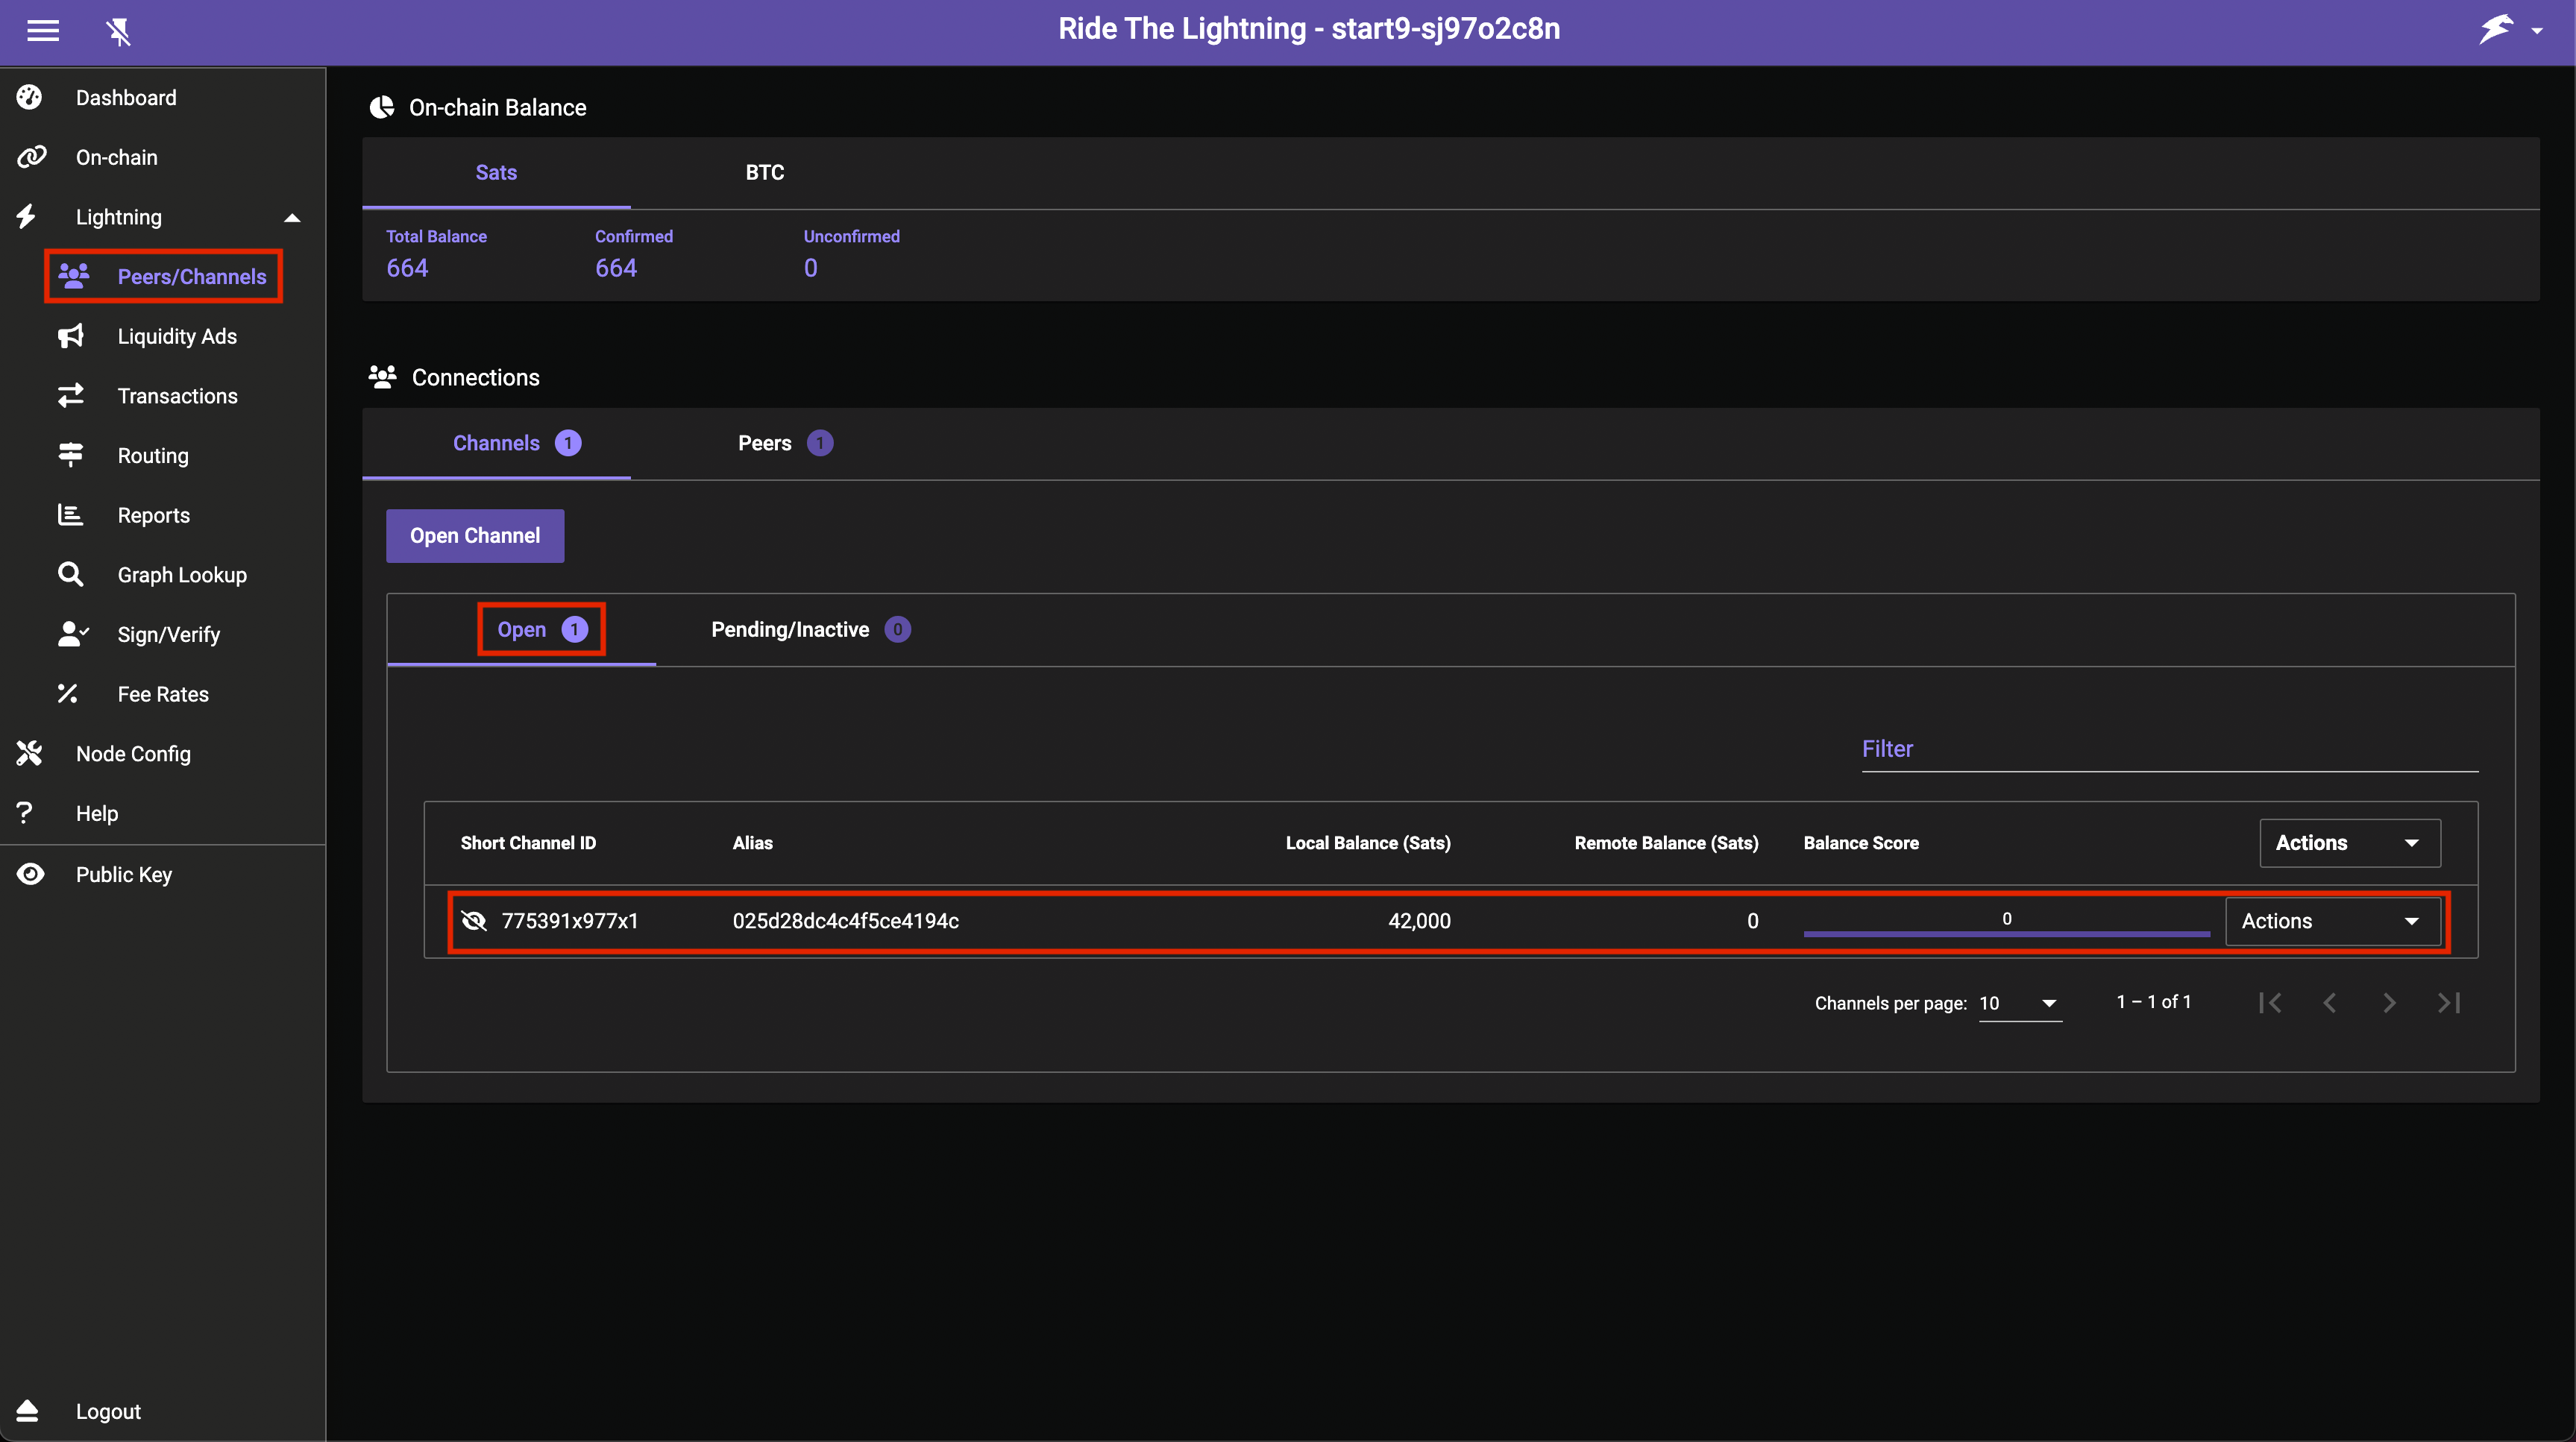 Ride The Lightning - start9-sj97o2c8n
Dashboard
On-chain
Lightning
Peers/Channels
Liquidity Ads
Transactions
Routing
Reports
Graph Lookup
Sign/Verify
Fee Rates
Node Config
Help
Public Key
Logout
On-chain Balance
Sats BTC
Total Balance Confirmed Unconfirmed
664 664 0
Connections
Channels 1 Peers 1
Open Channel
Open 1 Pending/Inactive 0
Filter
Short Channel ID Alias Local Balance (Sats) Remote Balance (Sats) Balance Score Actions
775391x977x1 025d28dc4c4f5ce4194c 42,000 0 0 Actions
Channels per page: 10 1 – 1 of 1